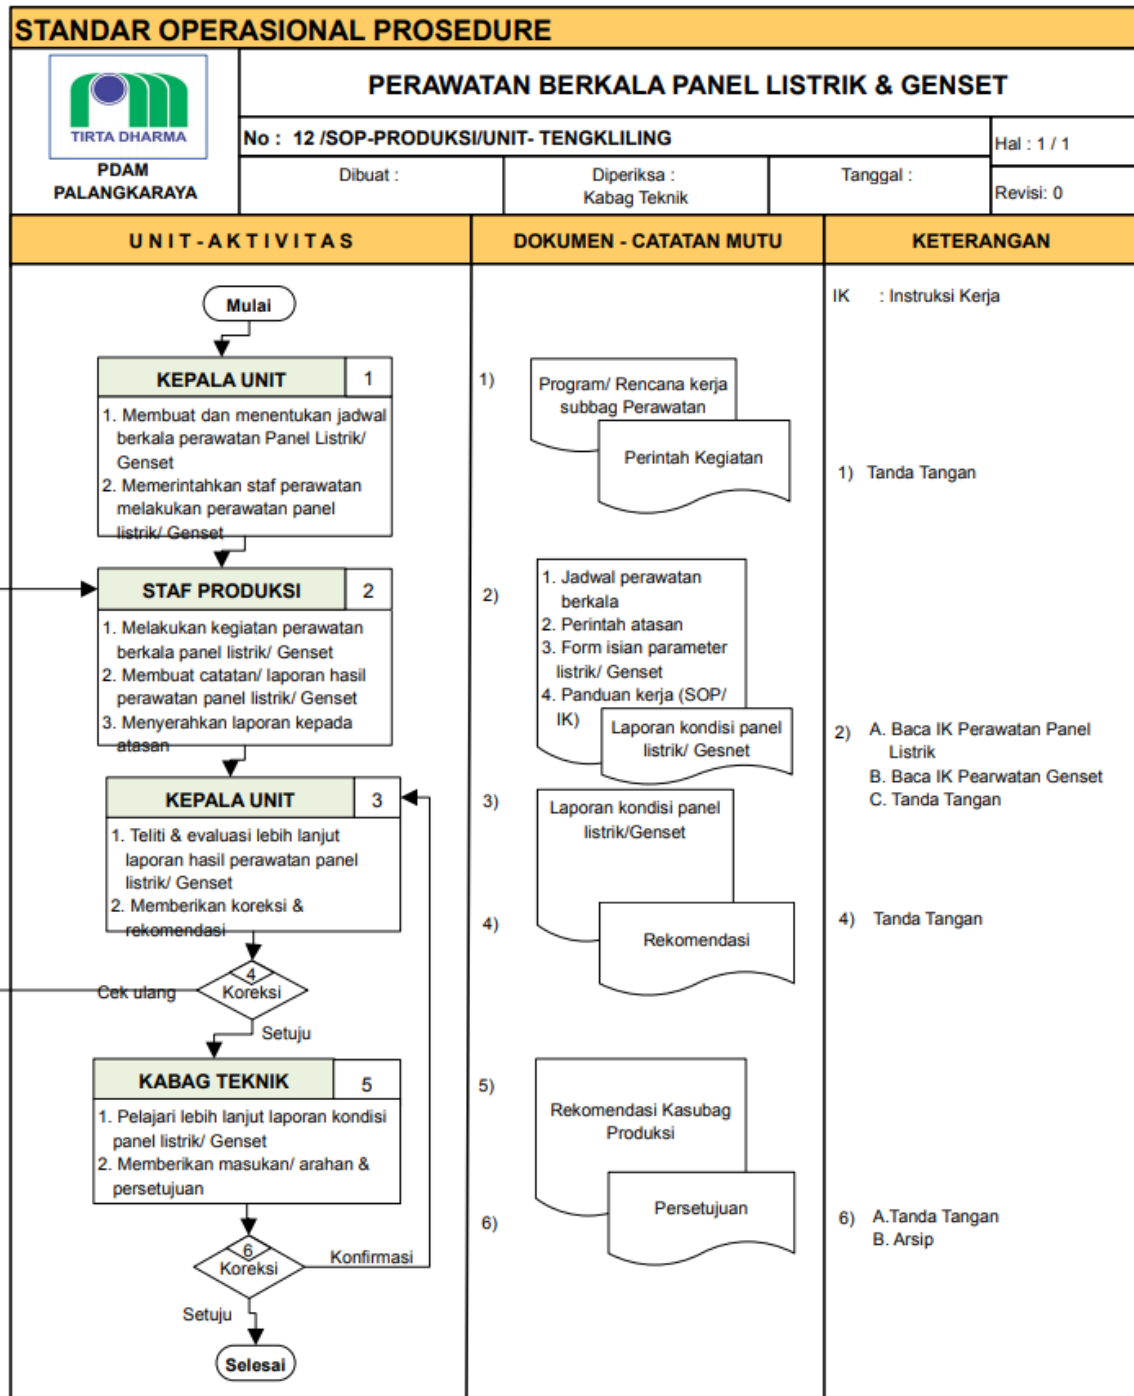 STANDAR OPERASIONAL PROSEDURE
TIRTA DHARMA
PDAM
PALANGKARAYA
PERAWATAN BERKALA PANEL LISTRIK & GENSET
No : 12 /SOP-PRODUKSI/UNIT- TENGKLILING
Hal : 1 / 1
Dibuat :
Diperiksa :
Kabag Teknik
Tanggal :
Revisi: 0
U N I T - A K T I V I T A S
DOKUMEN - CATATAN MUTU
KETERANGAN
Mulai
KEPALA UNIT
1
1. Membuat dan menentukan jadwal
berkala perawatan Panel Listrik/
Genset
2. Memerintahkan staf perawatan
melakukan perawatan panel
listrik/ Genset
STAF PRODUKSI
2
1. Melakukan kegiatan perawatan
berkala panel listrik/ Genset
2. Membuat catatan/ laporan hasil
perawatan panel listrik/ Genset
3. Menyerahkan laporan kepada
atasan
KEPALA UNIT
3
1. Teliti & evaluasi lebih lanjut
laporan hasil perawatan panel
listrik/ Genset
2. Memberikan koreksi &
rekomendasi
4
Koreksi
Cek ulang
Setuju
KABAG TEKNIK
5
1. Pelajari lebih lanjut laporan kondisi
panel listrik/ Genset
2. Memberikan masukan/ arahan &
persetujuan
6
Koreksi
Konfirmasi
Setuju
Selesai
1)
Program/ Rencana kerja
subbag Perawatan
Perintah Kegiatan
2)
1. Jadwal perawatan
berkala
2. Perintah atasan
3. Form isian parameter
listrik/ Genset
4. Panduan kerja (SOP/
IK)
Laporan kondisi panel
listrik/ Gesnet
3)
Laporan kondisi panel
listrik/Genset
4)
Rekomendasi
5)
Rekomendasi Kasubag
Produksi
6)
Persetujuan
IK : Instruksi Kerja
1) Tanda Tangan
2) A. Baca IK Perawatan Panel
Listrik
B. Baca IK Pearwatan Genset
C. Tanda Tangan
4) Tanda Tangan
6) A.Tanda Tangan
B. Arsip